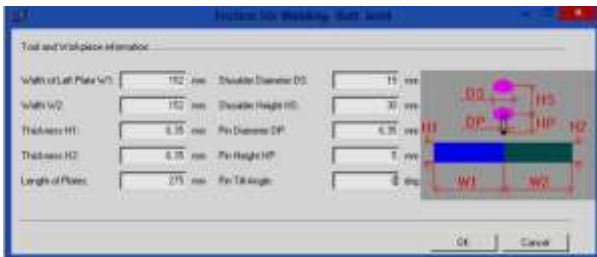 Friction Stir Welding- Butt Joint
Tool and Workpiece information
Width of Left Plate W1: 152 mm Shoulder Diameter DS: 15 mm
Width W2: 152 mm Shoulder Height HS: 30 mm
Thickness H1: 6.35 mm Pin Diameter DP: 6.35 mm
Thickness H2: 6.35 mm Pin Height HP: 5 mm
Length of Plates: 275 mm Pin Tilt Angle: deg
DS HS
H1 DP HP H2
W1 W2
OK Cancel